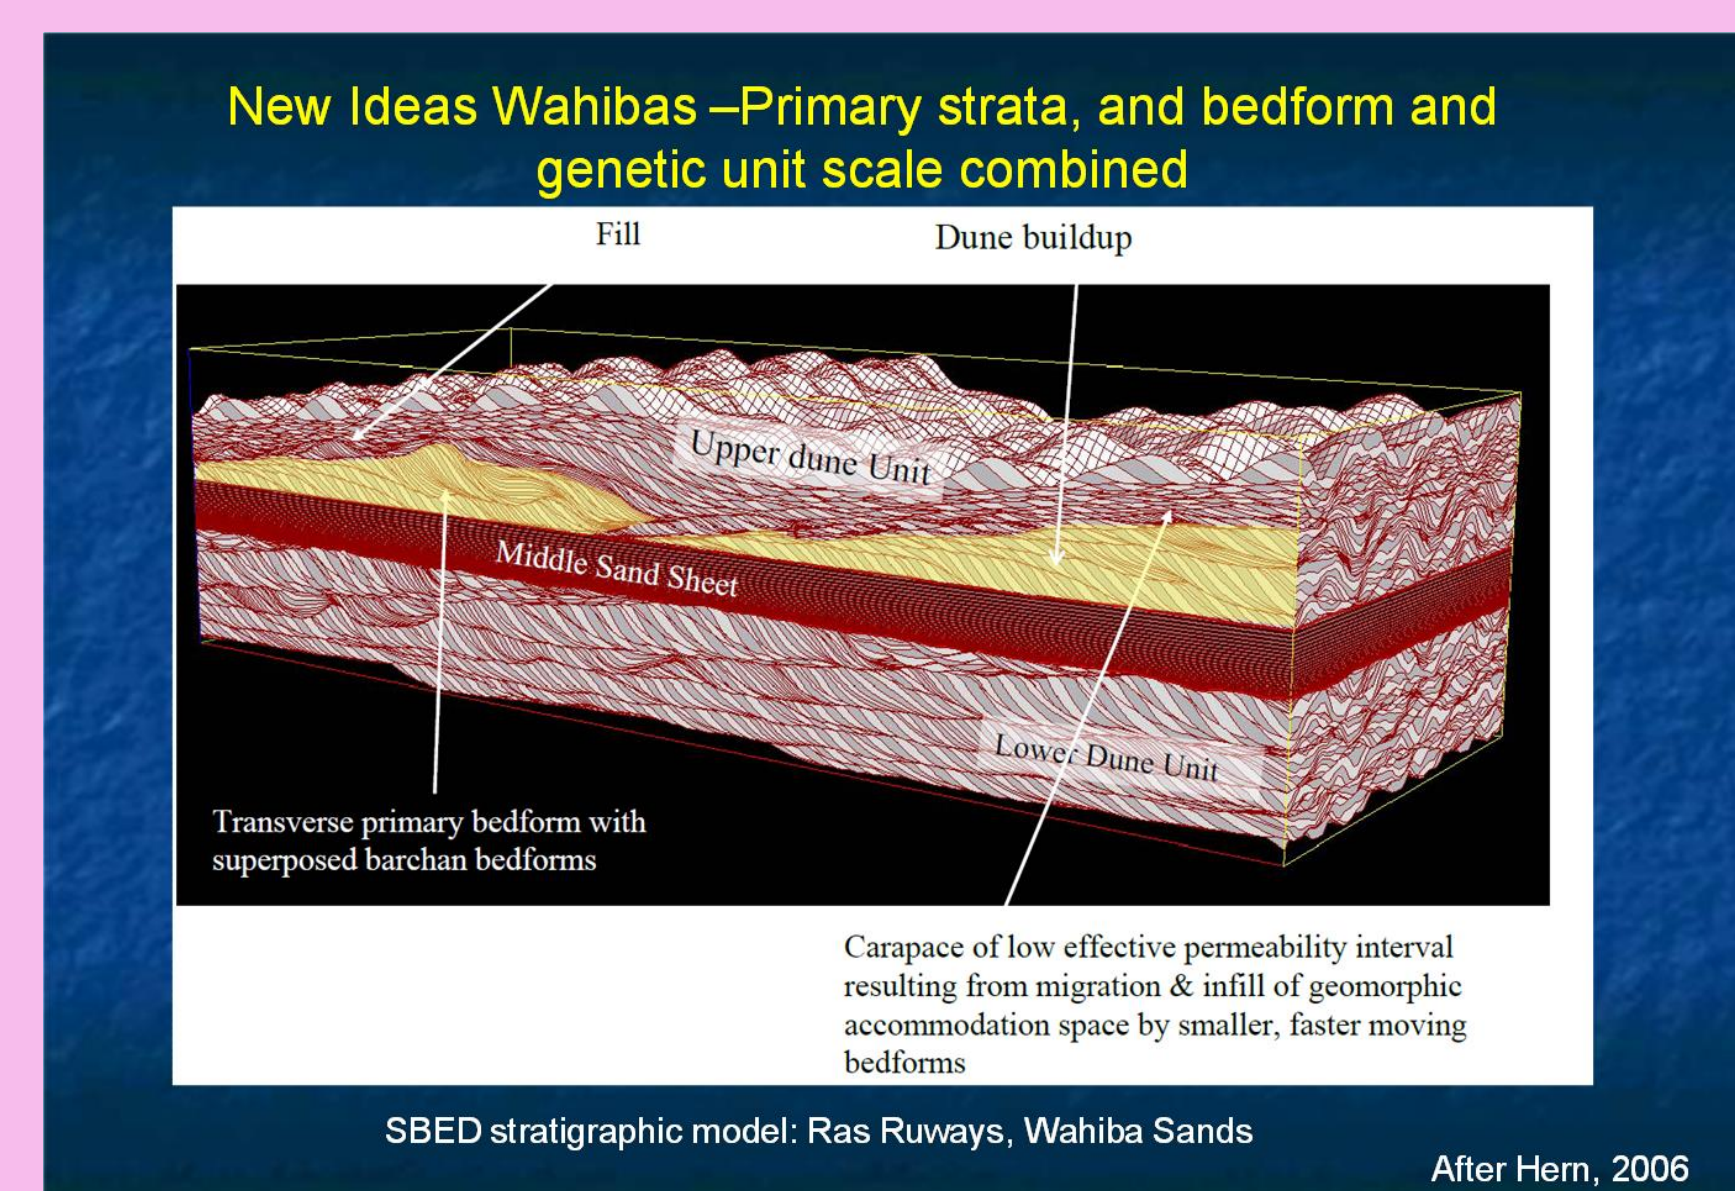 New Ideas Wahibas –Primary strata, and bedform and
genetic unit scale combined
Fill
Dune buildup
Upper dune Unit
Middle Sand Sheet
Lower Dune Unit
Transverse primary bedform with
superposed barchan bedforms
Carapace of low effective permeability interval
resulting from migration & infill of geomorphic
accommodation space by smaller, faster moving
bedforms
SBED stratigraphic model: Ras Ruways, Wahiba Sands
After Hern, 2006